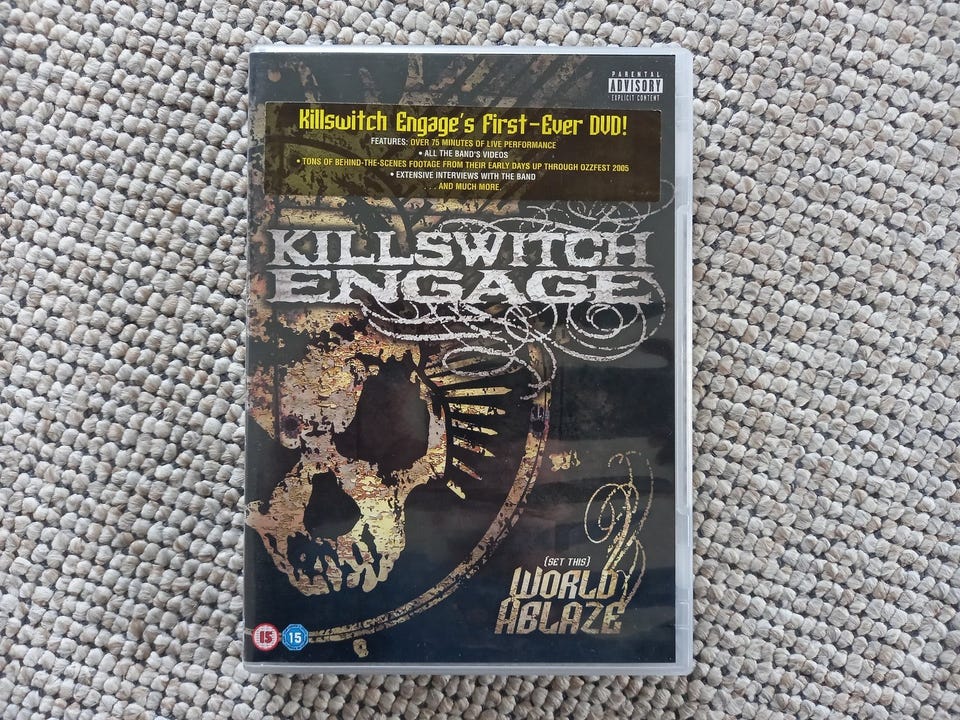 PARENTAL
ADVISORY
EXPLICIT CONTENT
Killswitch Engage's First-Ever DVD!
FEATURES: OVER 75 MINUTES OF LIVE PERFORMANCE
• ALL THE BAND'S VIDEOS
• TONS OF BEHIND-THE-SCENES FOOTAGE FROM THEIR EARLY DAYS UP THROUGH OZZFEST 2005
• EXTENSIVE INTERVIEWS WITH THE BAND
. . . AND MUCH MORE.
KILLSWITCH
ENGAGE
(SET THIS)
WORLD
ABLAZE
15 15